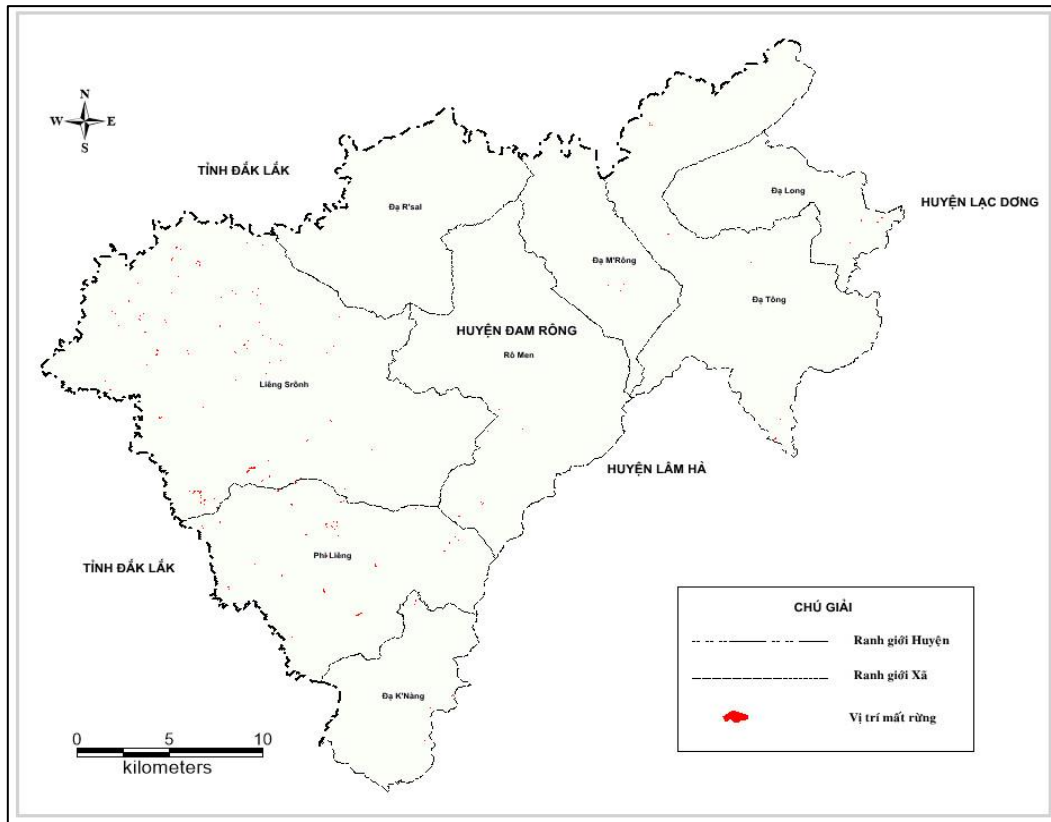 N
W E
S
TỈNH ĐẮK LẮK
Đạ R'sal
Đạ Long
HUYỆN LẠC DƠNG
Đạ M'Rông
Đạ Tông
HUYỆN ĐAM RÔNG
Rô Men
Liêng Srônh
HUYỆN LÂM HÀ
Phi Liêng
TỈNH ĐẮK LẮK
Đạ K'Nàng
CHÚ GIẢI
Ranh giới Huyện
Ranh giới Xã
Vị trí mất rừng
0 5 10
kilometers